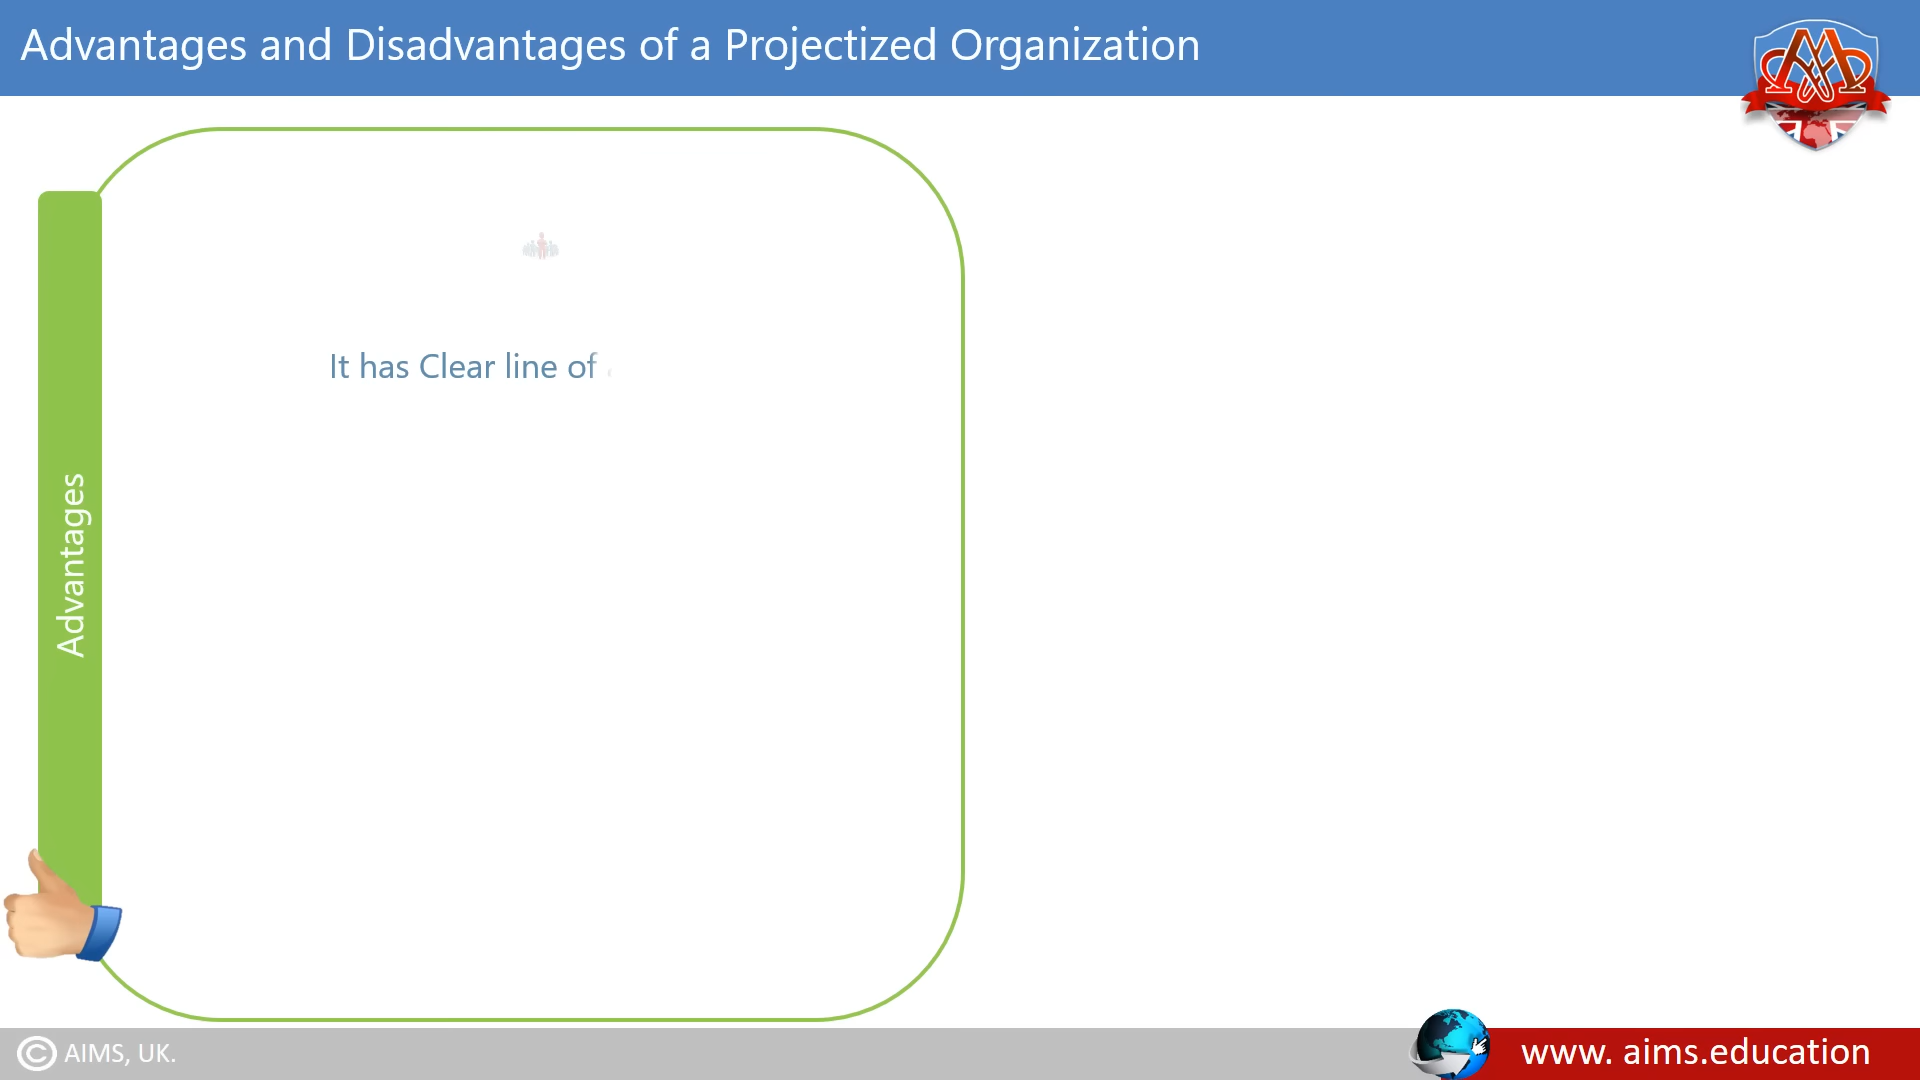 Advantages and Disadvantages of a Projectized Organization
It has Clear line of
Advantages
© AIMS, UK.
www. aims.education